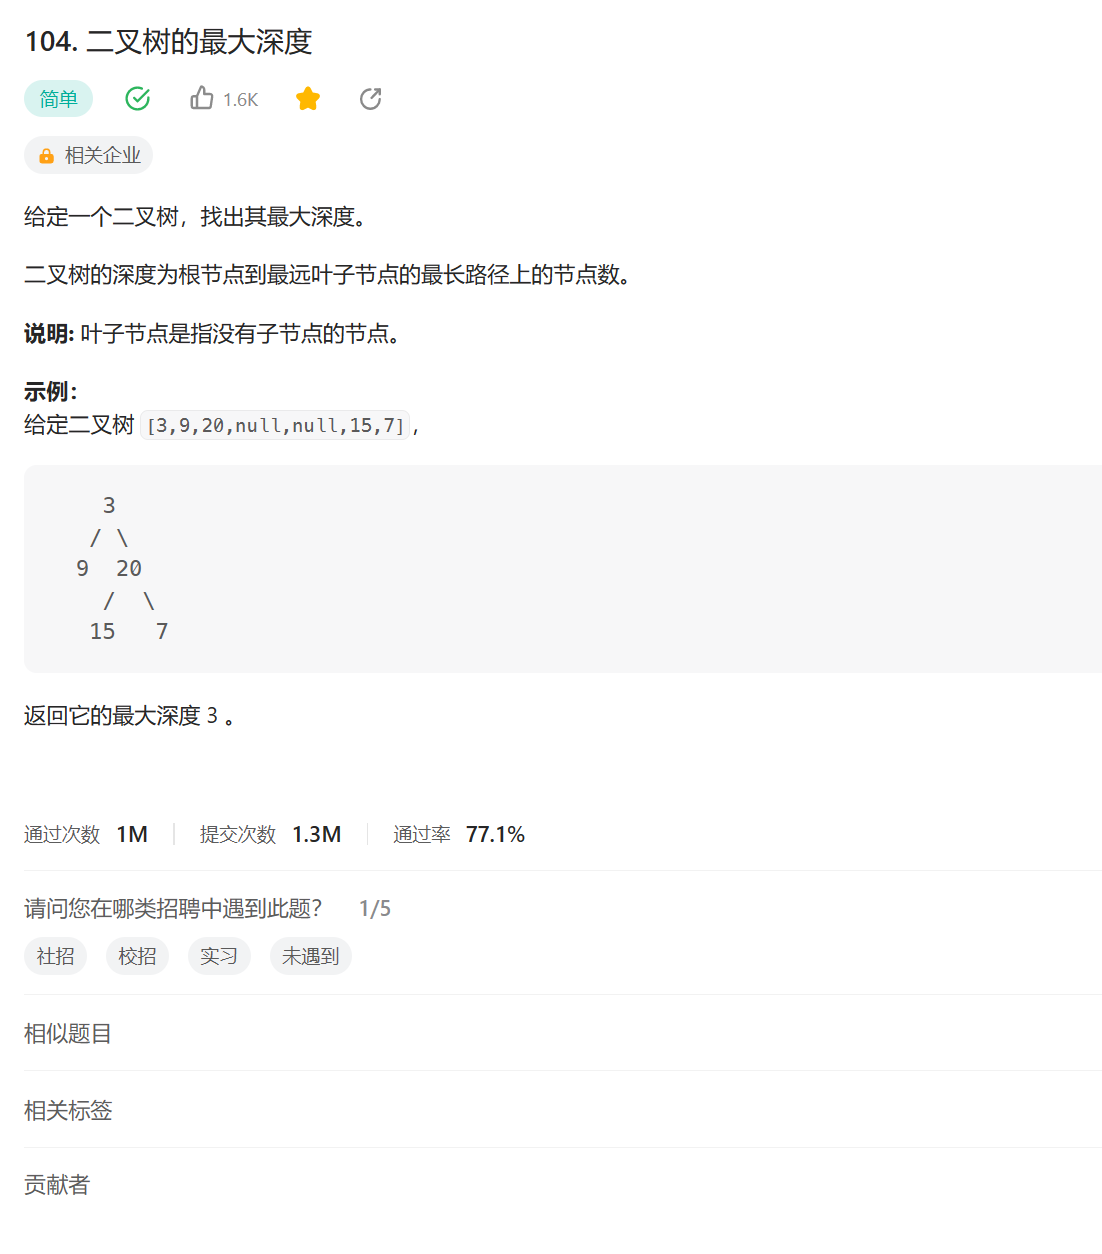 104. 二叉树的最大深度
简单 1.6K
相关企业
给定一个二叉树，找出其最大深度。
二叉树的深度为根节点到最远叶子节点的最长路径上的节点数。
说明: 叶子节点是指没有子节点的节点。
示例：
给定二叉树 [3,9,20,null,null,15,7]，
3
/ \
9  20
/  \
15   7
返回它的最大深度 3 。
通过次数 1M 提交次数 1.3M 通过率 77.1%
请问您在哪类招聘中遇到此题？ 1/5
社招 校招 实习 未遇到
相似题目
相关标签
贡献者